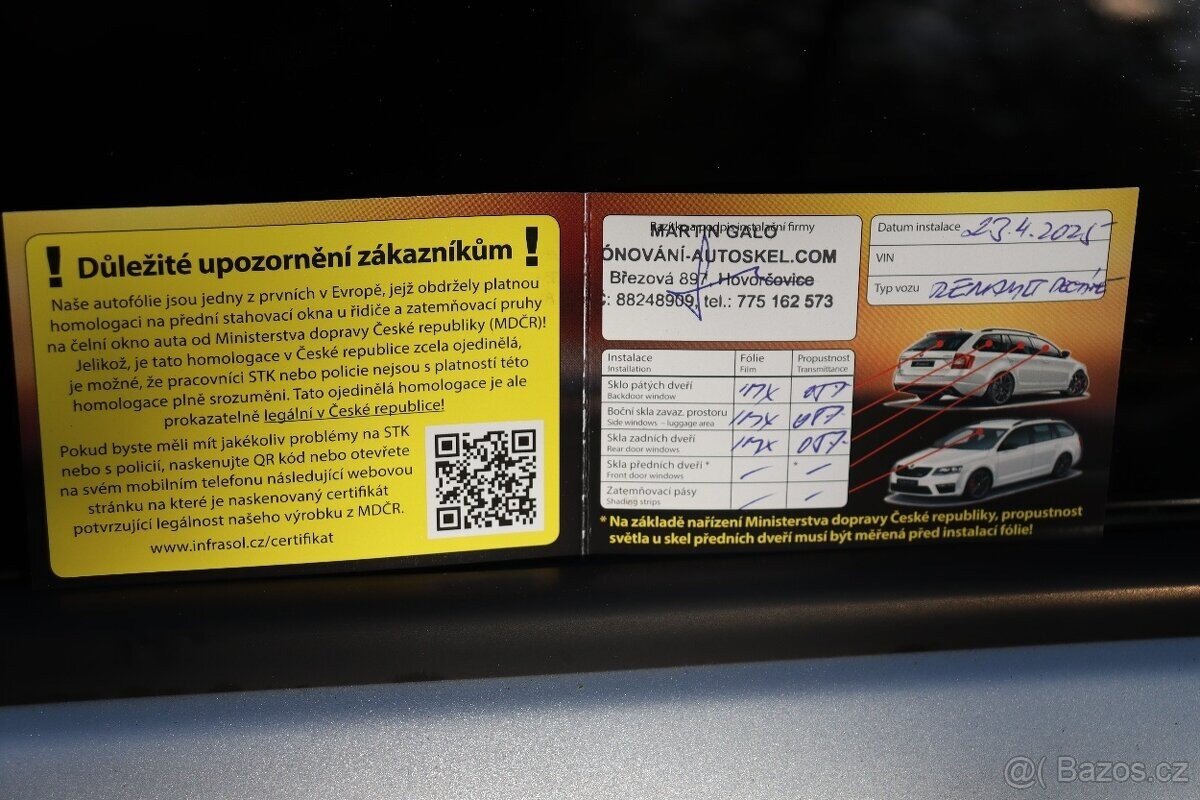 ! Důležité upozornění zákazníkům !
Naše autofólie jsou jedny z prvních v Evropě, jejž obdržely platnou
homologaci na přední stahovací okna u řidiče a zatemňovací pruhy
na čelní okno auta od Ministerstva dopravy České republiky (MDČR)!
Jelikož, je tato homologace v České republice zcela ojedinělá,
je možné, že pracovníci STK nebo policie nejsou s platností této
homologace plně srozuměni. Tato ojedinělá homologace je ale
prokazatelně legální v České republice!
Pokud byste měli mít jakékoliv problémy na STK
nebo s policií, naskenujte QR kód nebo otevřete
na svém mobilním telefonu následující webovou
stránku na které je naskenovaný certifikát
potvrzující legálnost našeho výrobku z MDČR.
www.infrasol.cz/certifikat
Razítko a podpis instalační firmy
MARTIN GALO
ÓNOVÁNÍ-AUTOSKEL.COM
Březová 897, Hovorčovice
: 88248909, tel.: 775 162 573
Datum instalace 23.4.2025
VIN
Typ vozu RENAULT
Instalace Fólie Propustnost
Installation Film Transmittance
Sklo pátých dveří
Backdoor window
Boční skla zavaz. prostoru
Side windows – luggage area
Skla zadních dveří
Rear door windows
Skla předních dveří * *
Front door windows
Zatemňovací pásy
Shading strips
* Na základě nařízení Ministerstva dopravy České republiky, propustnost
světla u skel předních dveří musí být měřená před instalací fólie!
@( Bazos.cz